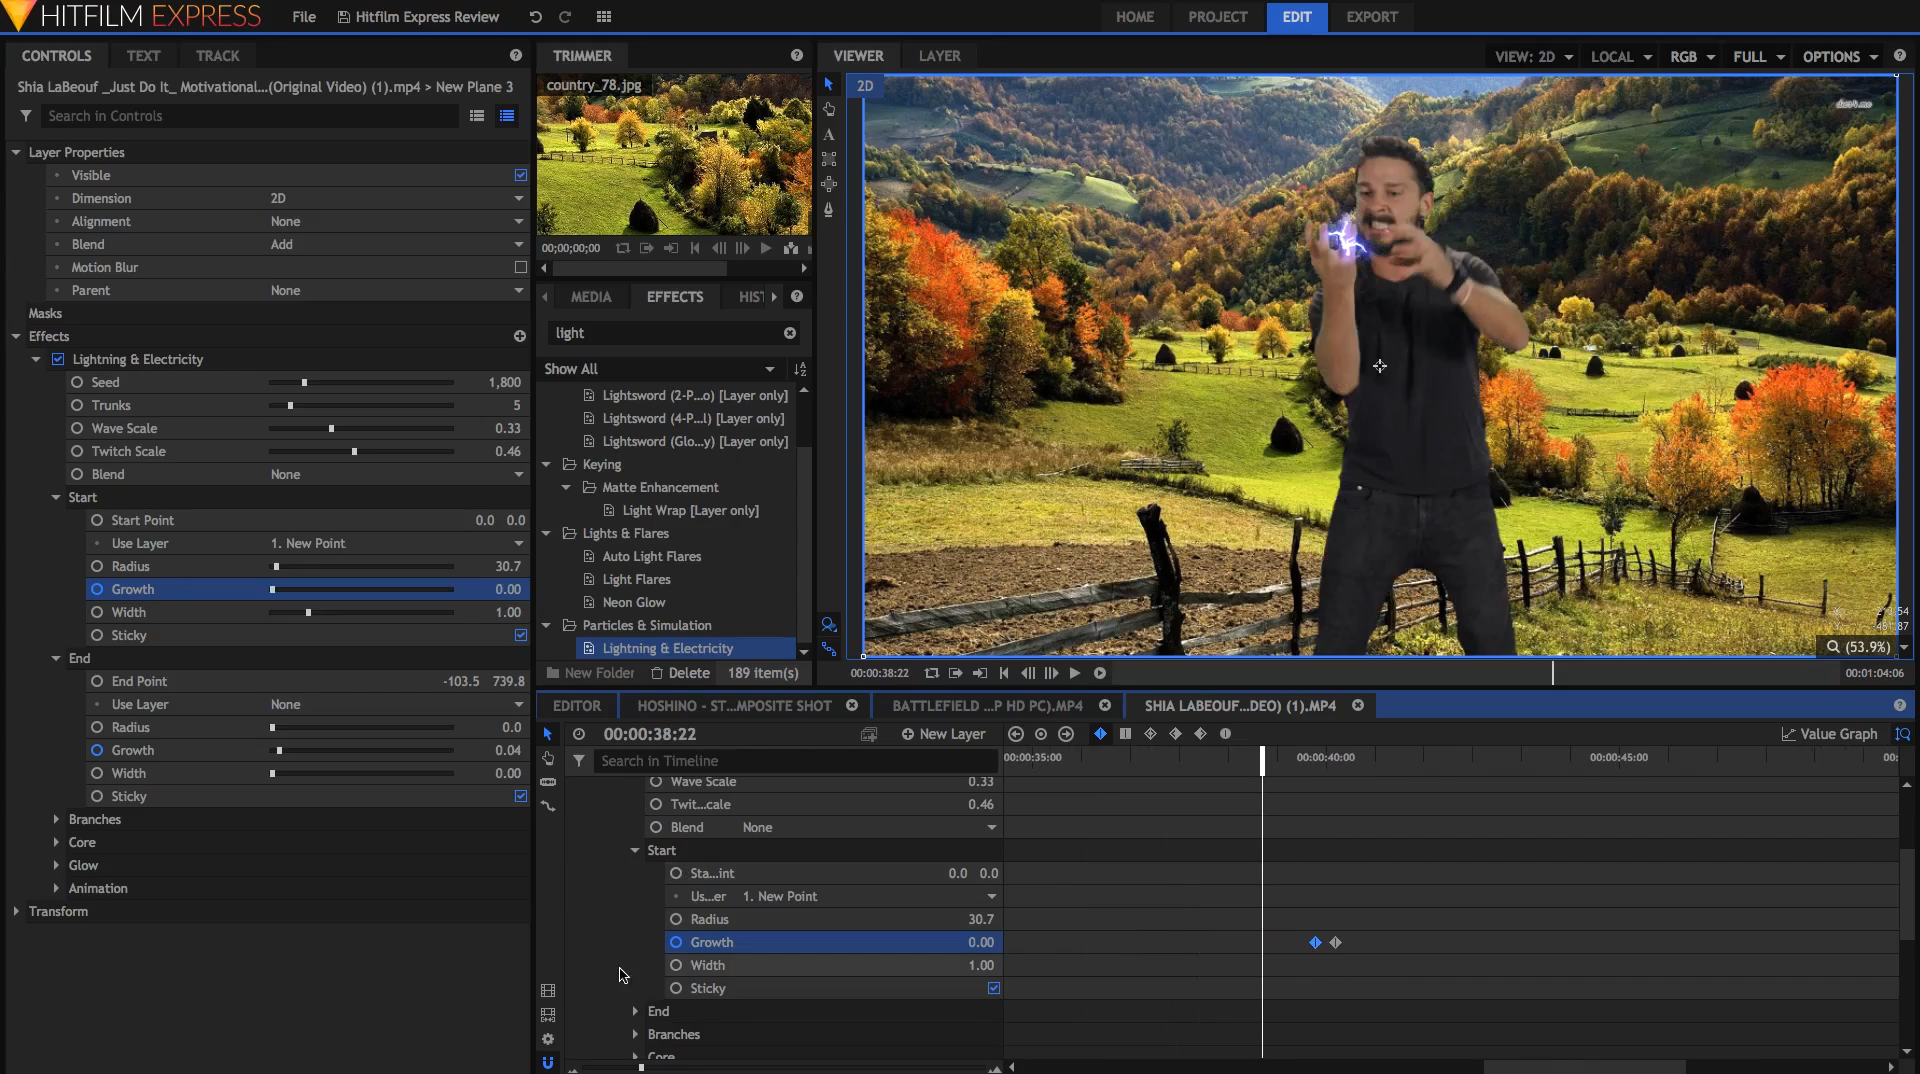 HITFILM EXPRESS
File
Hitfilm Express Review
HOME
PROJECT
EDIT
EXPORT
CONTROLS
TEXT
TRACK
Shia LaBeouf _Just Do It_ Motivational...(Original Video) (1).mp4 > New Plane 3
Search in Controls
Layer Properties
Visible
Dimension 2D
Alignment None
Blend Add
Motion Blur
Parent None
Masks
Effects
Lightning & Electricity
Seed 1,800
Trunks 5
Wave Scale 0.33
Twitch Scale 0.46
Blend None
Start
Start Point 0.0 0.0
Use Layer 1. New Point
Radius 30.7
Growth 0.00
Width 1.00
Sticky
End
End Point -103.5 739.8
Use Layer None
Radius 0.0
Growth 0.04
Width 0.00
Sticky
Branches
Core
Glow
Animation
Transform
TRIMMER
country_78.jpg
00;00;00;00
MEDIA
EFFECTS
HIST
light
Show All
Lightsword (2-P...o) [Layer only]
Lightsword (4-P...l) [Layer only]
Lightsword (Glo...y) [Layer only]
Keying
Matte Enhancement
Light Wrap [Layer only]
Lights & Flares
Auto Light Flares
Light Flares
Neon Glow
Particles & Simulation
Lightning & Electricity
New Folder
Delete
189 item(s)
VIEWER
LAYER
VIEW: 2D
LOCAL
RGB
FULL
OPTIONS
2D
(53.9%)
00:00:38:22
00:01:04:06
EDITOR
HOSHINO - ST...MPOSITE SHOT
BATTLEFIELD ...P HD PC).MP4
SHIA LABEOUF...DEO) (1).MP4
00:00:38:22
New Layer
Value Graph
Search in Timeline
00:00:35:00
00:00:40:00
00:00:45:00
00:
Wave Scale 0.33
Twit...cale 0.46
Blend None
Start
Sta...int 0.0 0.0
Us...er 1. New Point
Radius 30.7
Growth 0.00
Width 1.00
Sticky
End
Branches
Core